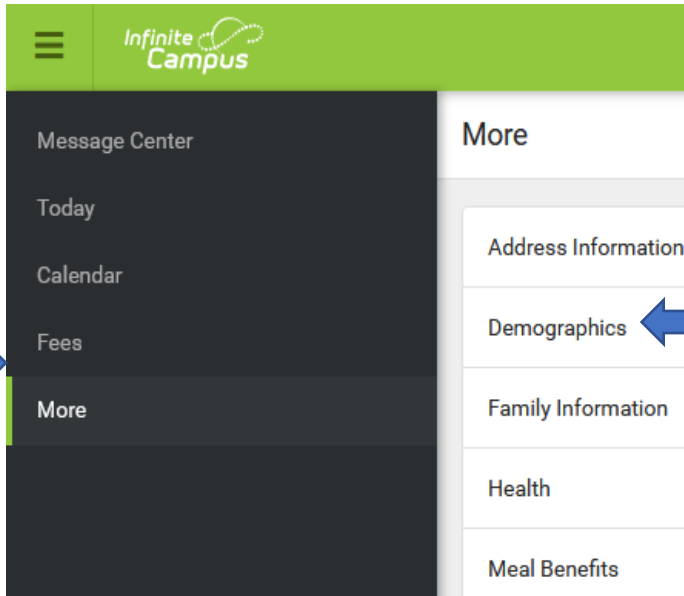 Infinite
Campus
Message Center
Today
Calendar
Fees
More
More
Address Information
Demographics
Family Information
Health
Meal Benefits